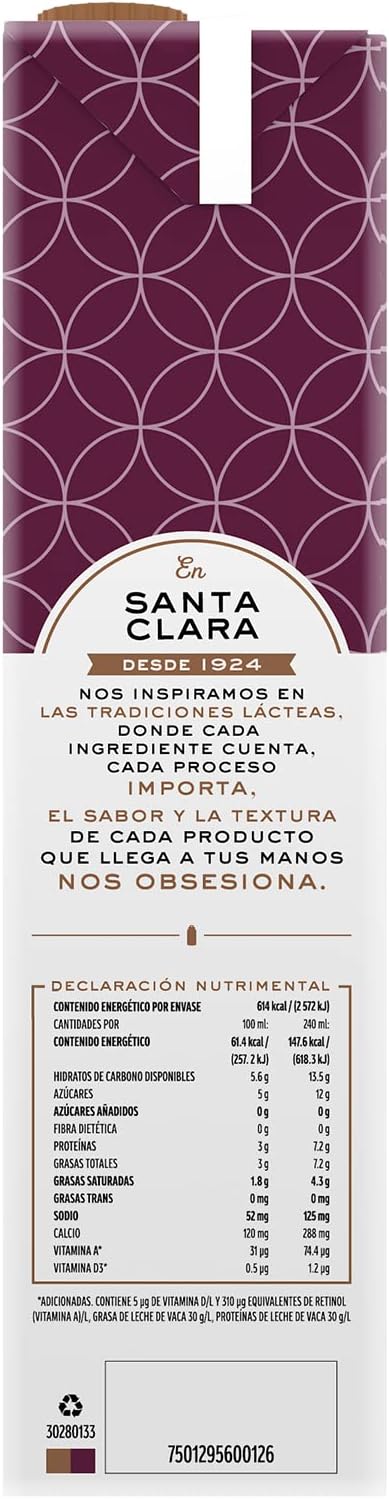 En
SANTA
CLARA
DESDE 1924
NOS INSPIRAMOS EN
LAS TRADICIONES LÁCTEAS,
DONDE CADA
INGREDIENTE CUENTA,
CADA PROCESO
IMPORTA,
EL SABOR Y LA TEXTURA
DE CADA PRODUCTO
QUE LLEGA A TUS MANOS
NOS OBSESIONA.
DECLARACIÓN NUTRIMENTAL
CONTENIDO ENERGÉTICO POR ENVASE 614 kcal / (2 572 kJ)
CANTIDADES POR 100 ml: 240 ml:
CONTENIDO ENERGÉTICO 61.4 kcal / 147.6 kcal /
(257. 2 kJ) (618.3 kJ)
HIDRATOS DE CARBONO DISPONIBLES 5.6 g 13.5 g
AZÚCARES 5 g 12 g
AZÚCARES AÑADIDOS 0 g 0 g
FIBRA DIETÉTICA 0 g 0 g
PROTEÍNAS 3 g 7.2 g
GRASAS TOTALES 3 g 7.2 g
GRASAS SATURADAS 1.8 g 4.3 g
GRASAS TRANS 0 mg 0 mg
SODIO 52 mg 125 mg
CALCIO 120 mg 288 mg
VITAMINA A* 31 µg 74.4 µg
VITAMINA D3* 0.5 µg 1.2 µg
*ADICIONADAS. CONTIENE 5 µg DE VITAMINA D/L Y 310 µg EQUIVALENTES DE RETINOL
(VITAMINA A)/L, GRASA DE LECHE DE VACA 30 g/L, PROTEÍNAS DE LECHE DE VACA 30 g/L
30280133
7501295600126